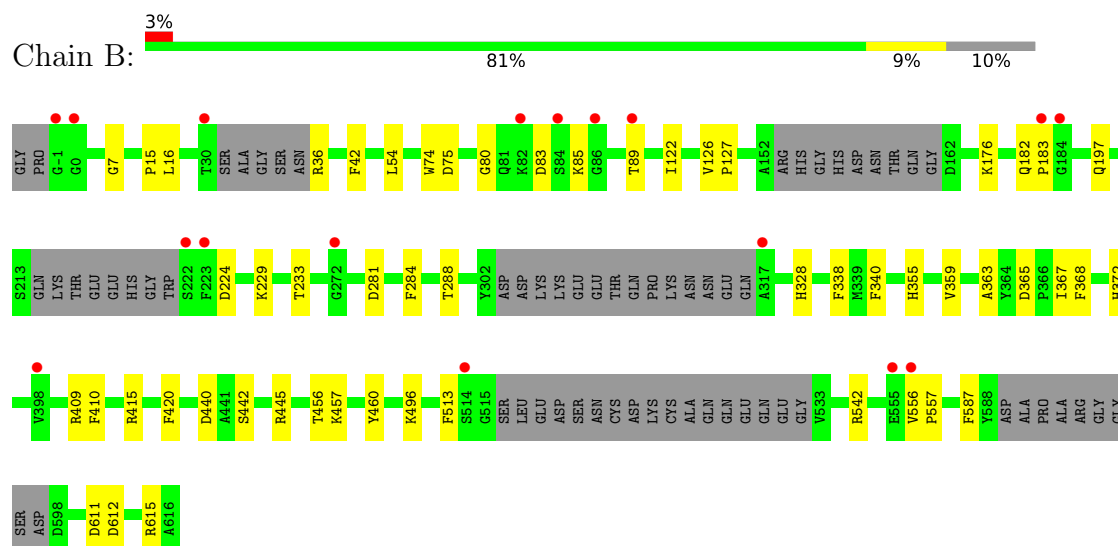 3%
Chain B:
81% 9% 10%
GLY PRO G-1 G0 G7 P15 L16 T30 SER ALA GLY SER ASN R36 F42 L54 W74 D75 G80 Q81 K82 D83 S84 K85 G86 T89 I122 V126 P127 A152 ARG HIS GLY HIS ASP ASN THR GLN GLY D162 K176 Q182 P183 G184 Q197
S213 GLN LYS THR GLU GLU HIS GLY TRP S222 F223 D224 K229 T233 G272 D281 F284 T288 Y302 ASP ASP LYS LYS GLU GLU THR GLN PRO LYS ASN ASN GLU GLN A317 H328 F338 M339 F340 H355 V359 A363 Y364 D365 P366 I367 F368 H372
V398 R409 F410 R415 F420 D440 A441 S442 R445 T456 K457 Y460 K496 F513 S514 G515 SER LEU GLU ASP SER ASN CYS ASP LYS CYS ALA GLN GLN GLU GLN GLU GLY V533 R542 E555 V556 P557 F587 Y588 ASP ALA PRO ALA ARG GLY GLY
SER ASP D598 D611 D612 R615 A616